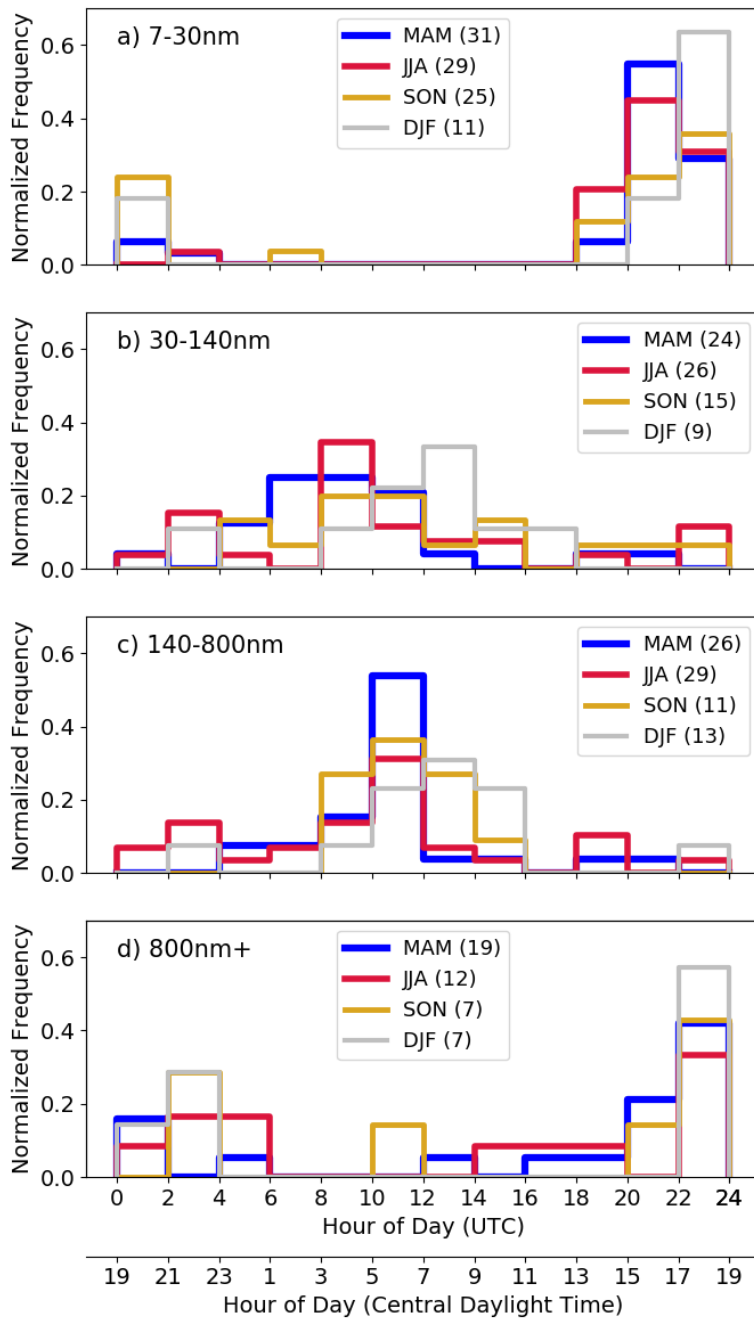 a) 7-30nm
MAM (31)
JJA (29)
SON (25)
DJF (11)
Normalized Frequency
0.6
0.4
0.2
0.0
b) 30-140nm
MAM (24)
JJA (26)
SON (15)
DJF (9)
Normalized Frequency
0.6
0.4
0.2
0.0
c) 140-800nm
MAM (26)
JJA (29)
SON (11)
DJF (13)
Normalized Frequency
0.6
0.4
0.2
0.0
d) 800nm+
MAM (19)
JJA (12)
SON (7)
DJF (7)
Normalized Frequency
0.6
0.4
0.2
0.0
0 2 4 6 8 10 12 14 16 18 20 22 24
Hour of Day (UTC)
19 21 23 1 3 5 7 9 11 13 15 17 19
Hour of Day (Central Daylight Time)